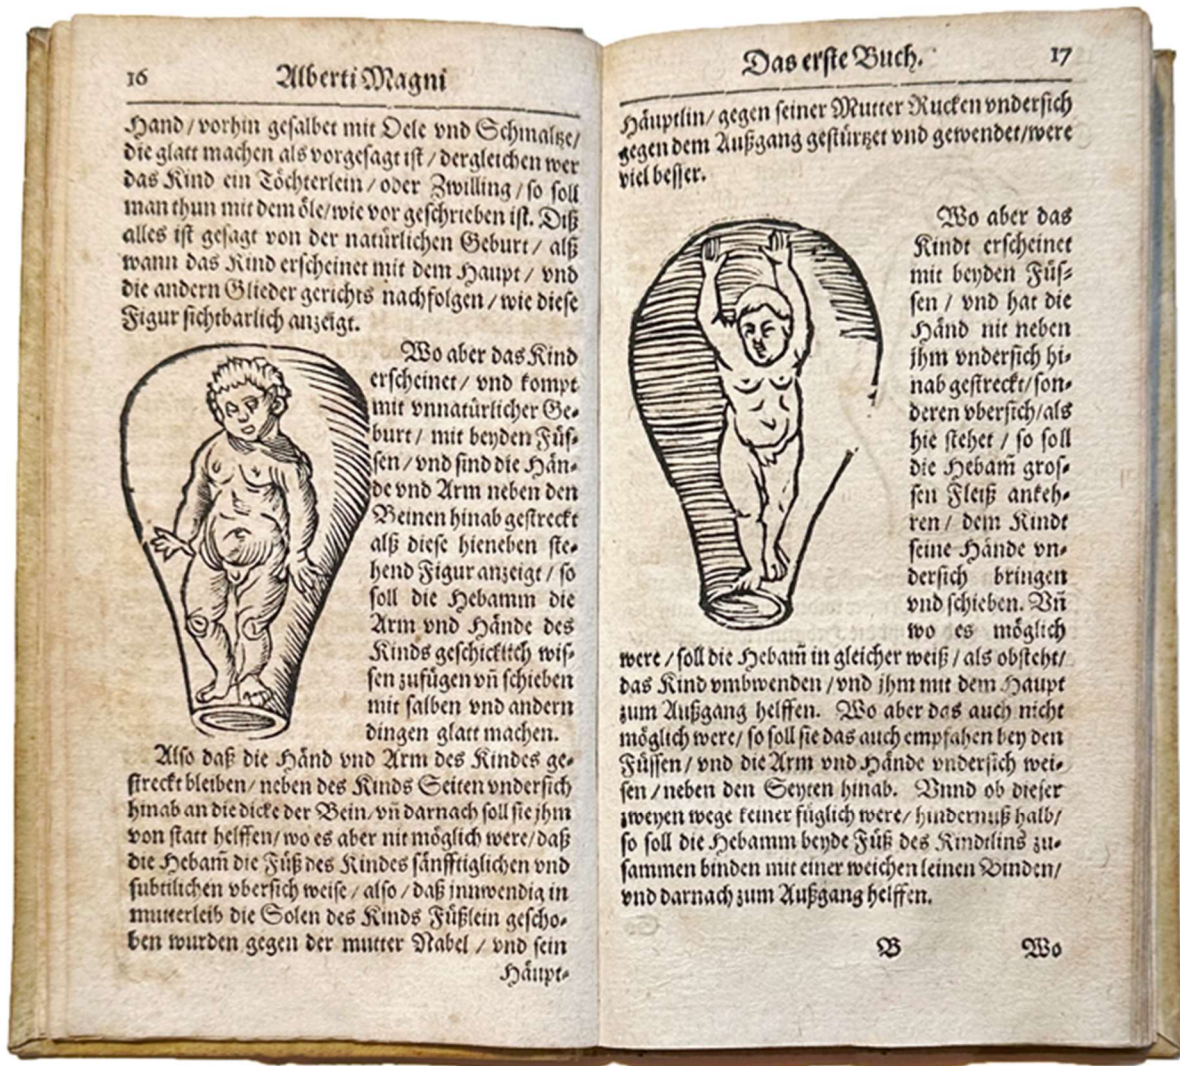 16
Alberti Magni
Hand / vorhin gesalbet mit Oele vnd Schmaltze /
die glatt machen als vorgesagt ist / dergleichen wer
das Kind ein Töchterlein / oder Zwilling / so soll
man thun mit dem öle / wie vor geschrieben ist. Diß
alles ist gesagt von der natürlichen Geburt / alß
wann das Kind erscheinet mit dem Haupt / vnd
die andern Glieder gerichts nachfolgen / wie diese
Figur sichtbarlich anzeigt.
Wo aber das Kind
erscheinet / vnd kompt
mit vnnatürlicher Ge-
burt / mit beyden Füs-
sen / vnd sind die Hän-
de vnd Arm neben den
Beinen hinab gestreckt
alß diese hieneben ste-
hend Figur anzeigt / so
soll die Hebamm die
Arm vnd Hände des
Kinds geschicklich wis-
sen zufügen vn̄ schieben
mit salben vnd andern
dingen glatt machen.
Also daß die Händ vnd Arm des Kindes ge-
streckt bleiben / neben des Kinds Seiten vndersich
hinab an die dicke der Bein / vn̄ darnach soll sie jhm
von statt helffen / wo es aber nit möglich were / daß
die Hebam̄ die Füß des Kindes sänfftiglichen vnd
subtilichen vbersich weise / also / daß jnnwendig in
mutterleib die Solen des Kinds Füßlein gescho-
ben wurden gegen der mutter Nabel / vnd sein
Häupt-
Das erste Buch.
17
Häuptlin / gegen seiner Mutter Rucken vndersich
gegen dem Außgang gestürtzet vnd gewendet / were
viel besser.
Wo aber das
Kindt erscheinet
mit beyden Füs-
sen / vnd hat die
Händ nit neben
jhm vndersich hi-
nab gestreckt / son-
deren vbersich / als
hie stehet / so soll
die Hebam̄ gros-
sen Fleiß ankeh-
ren / dem Kindt
seine Hände vn-
dersich bringen
vnd schieben. Vn̄
wo es möglich
were / soll die Hebam̄ in gleicher weiß / als obsteht /
das Kind vmbwenden / vnd jhm mit dem Haupt
zum Außgang helffen. Wo aber das auch nicht
möglich were / so soll sie das auch empfahen bey den
Füssen / vnd die Arm vnd Hände vndersich wei-
sen / neben den Seyten hinab. Vnnd ob dieser
zweyen wege keiner füglich were / hindernuß halb /
so soll die Hebamm beyde Füß des Kindtlins zu-
sammen binden mit einer weichen leinen Binden /
vnd darnach zum Außgang helffen.
B
Wo